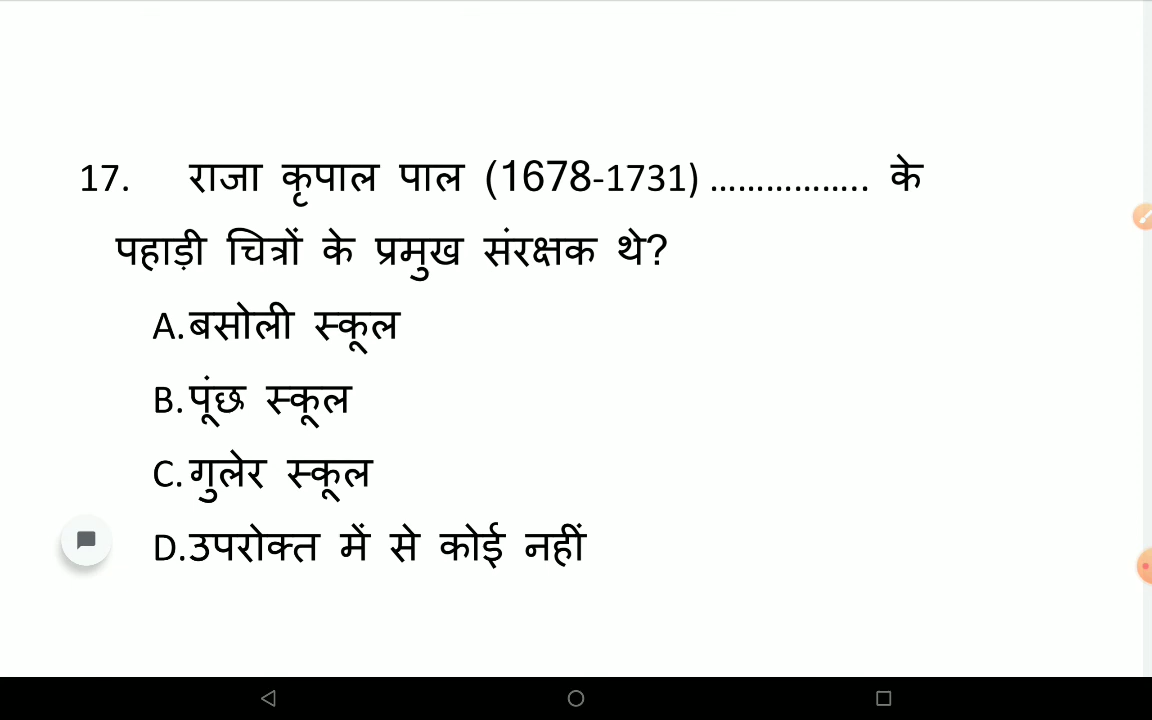 17. राजा कृपाल पाल (1678-1731) …………….. के
पहाड़ी चित्रों के प्रमुख संरक्षक थे?
A.बसोली स्कूल
B.पूंछ स्कूल
C.गुलेर स्कूल
D.उपरोक्त में से कोई नहीं